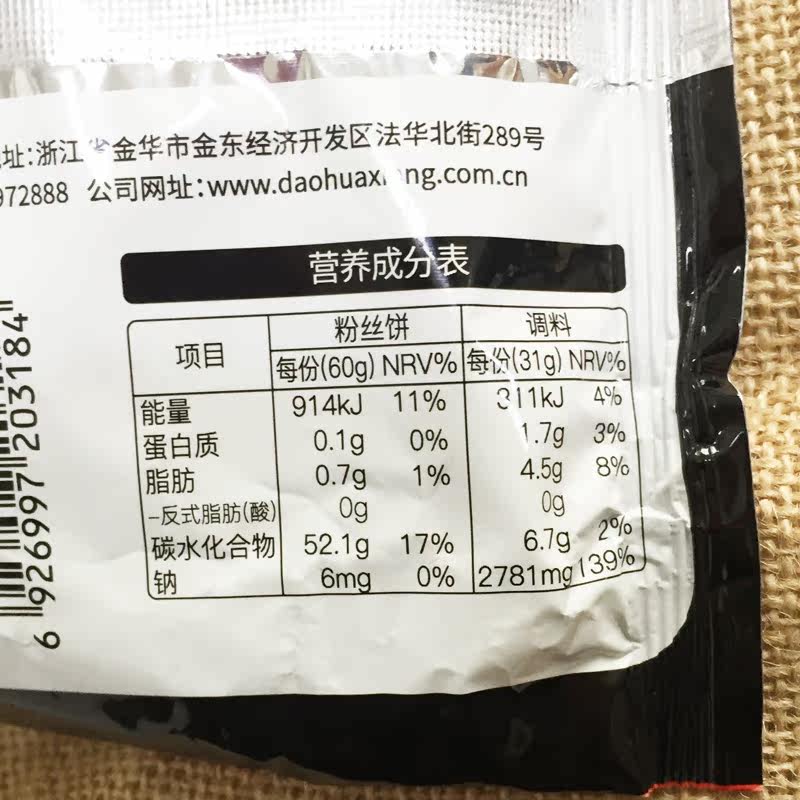 址:浙江省金华市金东经济开发区法华北街289号
972888 公司网址:www.daohuaxiang.com.cn
营养成分表
项目 粉丝饼 调料
每份(60g) NRV% 每份(31g) NRV%
能量 914kJ 11% 311kJ 4%
蛋白质 0.1g 0% 1.7g 3%
脂肪 0.7g 1% 4.5g 8%
-反式脂肪(酸) 0g 0g
碳水化合物 52.1g 17% 6.7g 2%
钠 6mg 0% 2781mg 139%
6 926997 203184